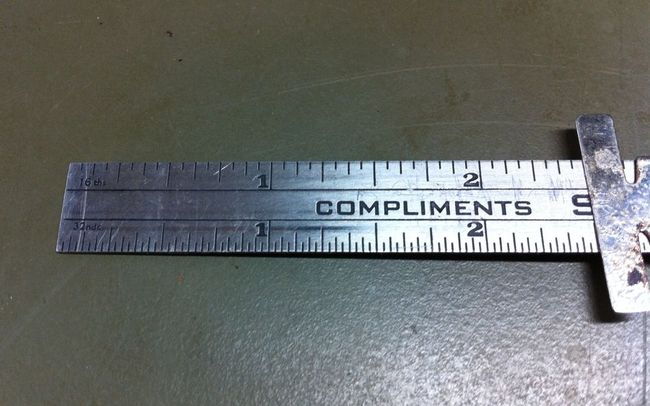 16ths
1 2
COMPLIMENTS S
32nds
1 2